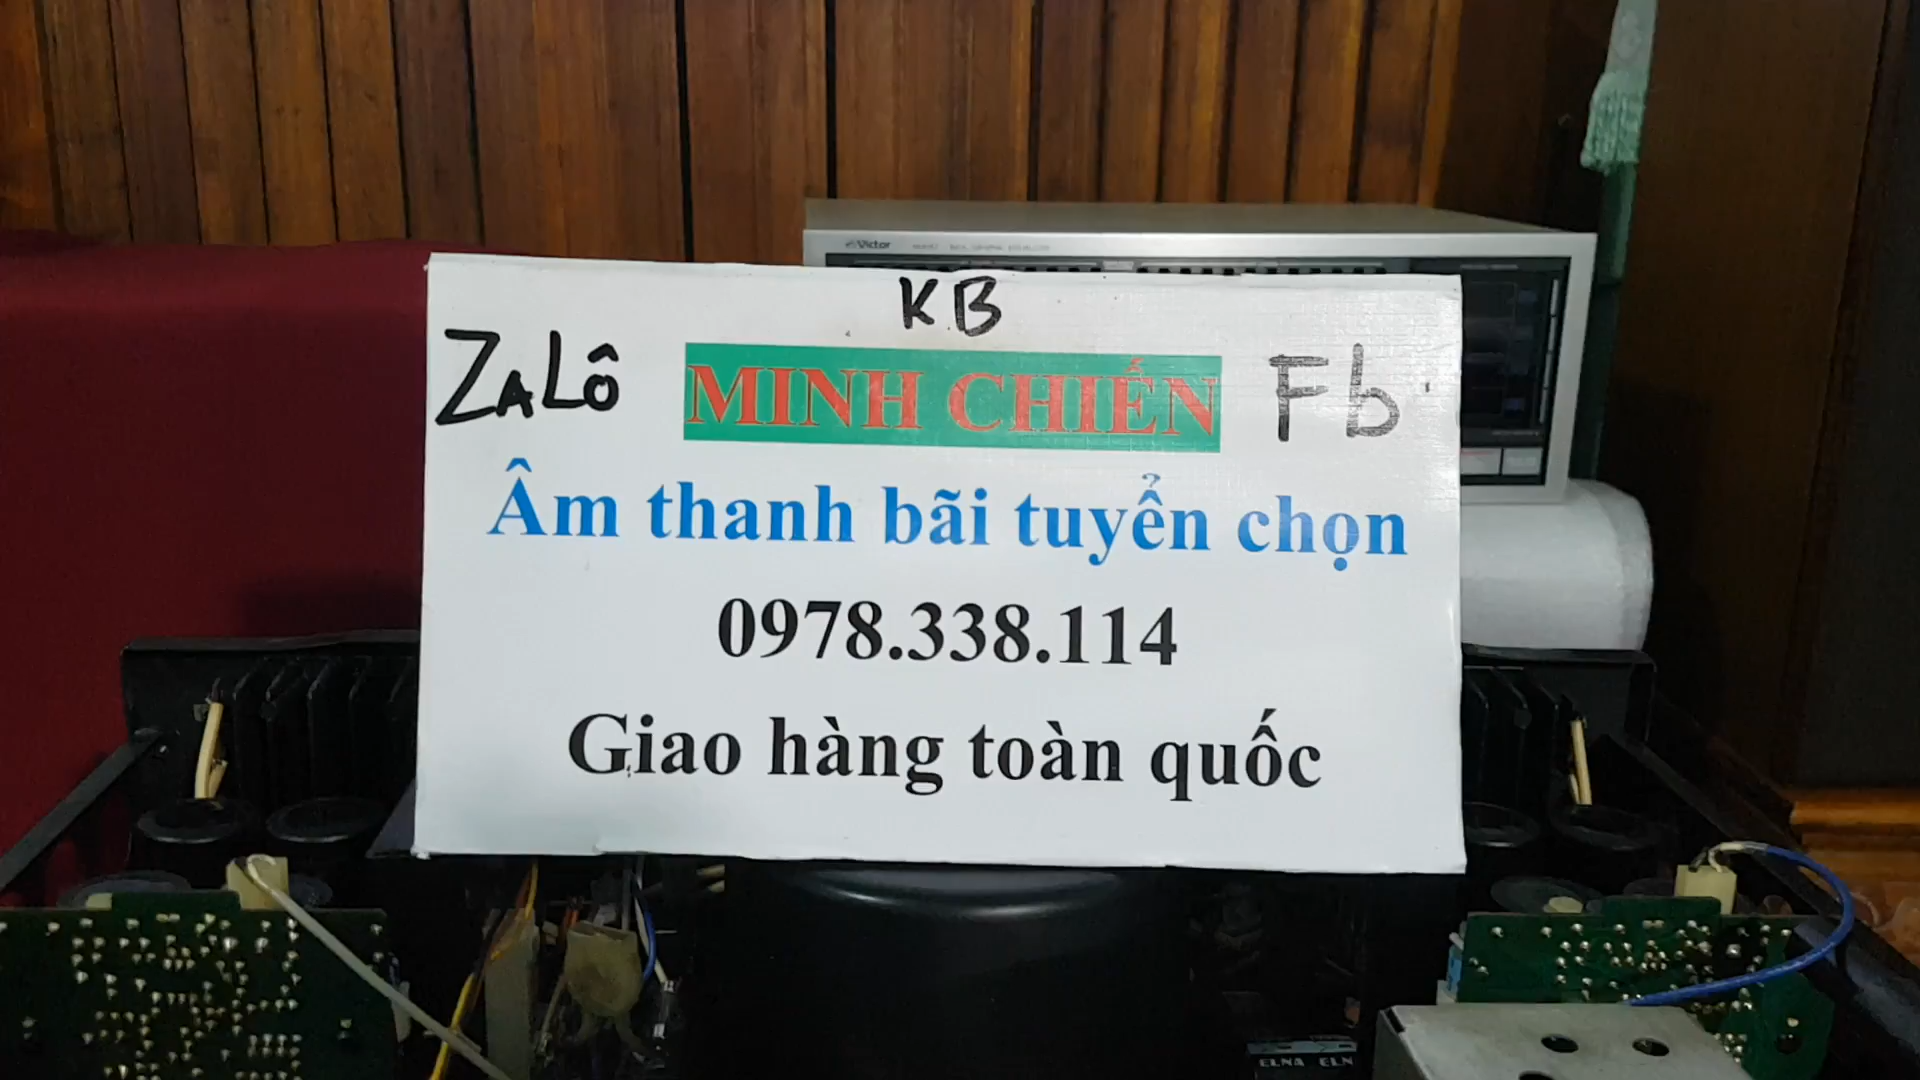 Victor
KB
ZaLô MINH CHIẾN Fb
Âm thanh bãi tuyển chọn
0978.338.114
Giao hàng toàn quốc
ELNA ELN